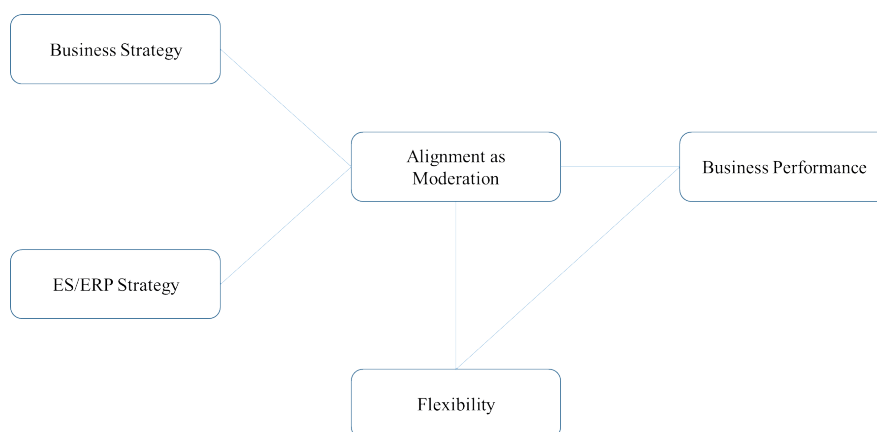 Business Strategy
Alignment as
Moderation
Business Performance
ES/ERP Strategy
Flexibility